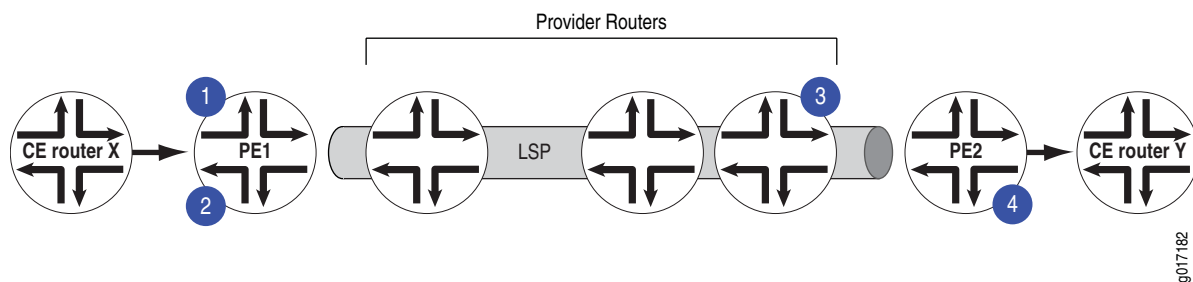 Provider Routers
1
3
CE router X
PE1
LSP
PE2
CE router Y
2
4
g017182